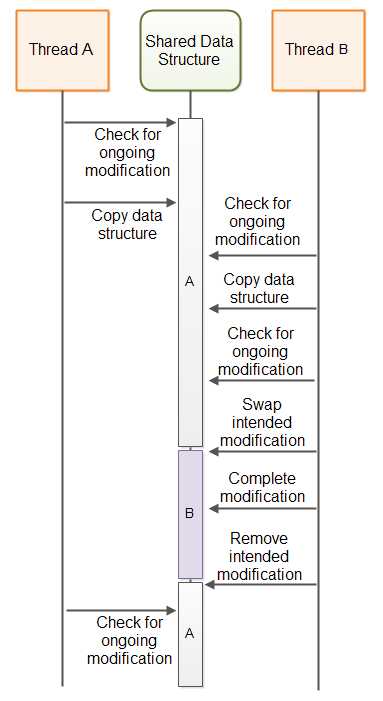 Thread A
Shared Data
Structure
Thread B
Check for
ongoing
modification
Copy data
structure
Check for
ongoing
modification
A
Copy data
structure
Check for
ongoing
modification
Swap
intended
modification
Complete
modification
B
Remove
intended
modification
Check for
ongoing
modification
A